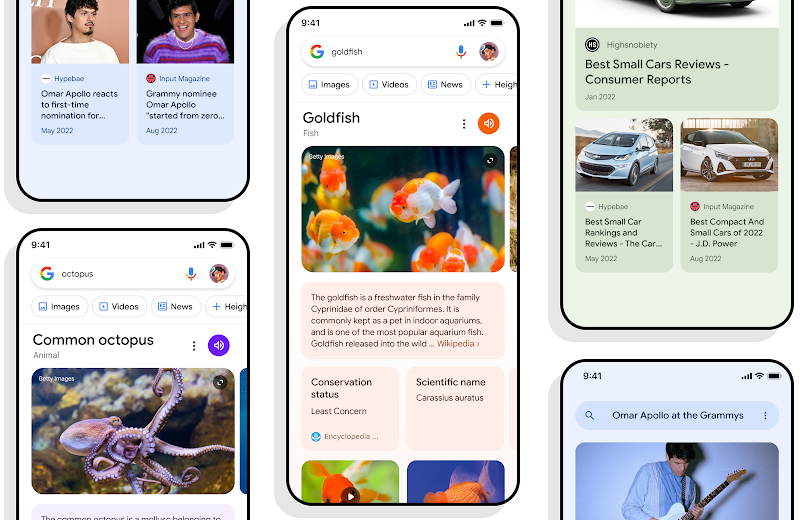 Hypebae
Omar Apollo reacts
to first-time
nomination for...
May 2022
Input Magazine
Grammy nominee
Omar Apollo
"started from zero...
Aug 2022
9:41
octopus
Images
Videos
News
Heigh
Common octopus
Animal
Getty Images
The common octopus is a mollusc belonging to
9:41
goldfish
Images
Videos
News
Heigh
Goldfish
Fish
Getty Images
The goldfish is a freshwater fish in the family
Cyprinidae of order Cypriniformes. It is
commonly kept as a pet in indoor aquariums,
and is one of the most popular aquarium fish.
Goldfish released into the wild ... Wikipedia ›
Conservation
status
Least Concern
Encyclopedia ...
Scientific name
Carassius auratus
HS
Highsnobiety
Best Small Cars Reviews -
Consumer Reports
Jan 2022
Hypebae
Best Small Car
Rankings and
Reviews - The Car...
May 2022
Input Magazine
Best Compact And
Small Cars of 2022
- J.D. Power
Aug 2022
9:41
Omar Apollo at the Grammys